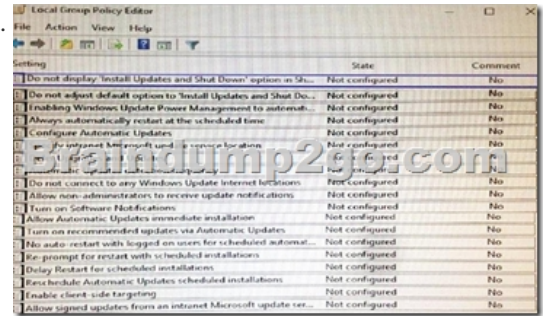 Local Group Policy Editor
File Action View Help
Setting State Comment
Do not display 'Install Updates and Shut Down' option in Sh... Not configured No
Do not adjust default option to 'Install Updates and Shut Do... Not configured No
Enabling Windows Update Power Management to automati... Not configured No
Always automatically restart at the scheduled time Not configured No
Configure Automatic Updates Not configured No
intranet Microsoft update service location Not configured No
Braindump2go.com
Do not connect to any Windows Update Internet locations Not configured No
Allow non-administrators to receive update notifications Not configured No
Turn on Software Notifications Not configured No
Allow Automatic Updates immediate installation Not configured No
Turn on recommended updates via Automatic Updates Not configured No
No auto-restart with logged on users for scheduled automat... Not configured No
Re-prompt for restart with scheduled installations Not configured No
Delay Restart for scheduled installations Not configured No
Reschedule Automatic Updates scheduled installations Not configured No
Enable client-side targeting Not configured No
Allow signed updates from an intranet Microsoft update ser... Not configured No